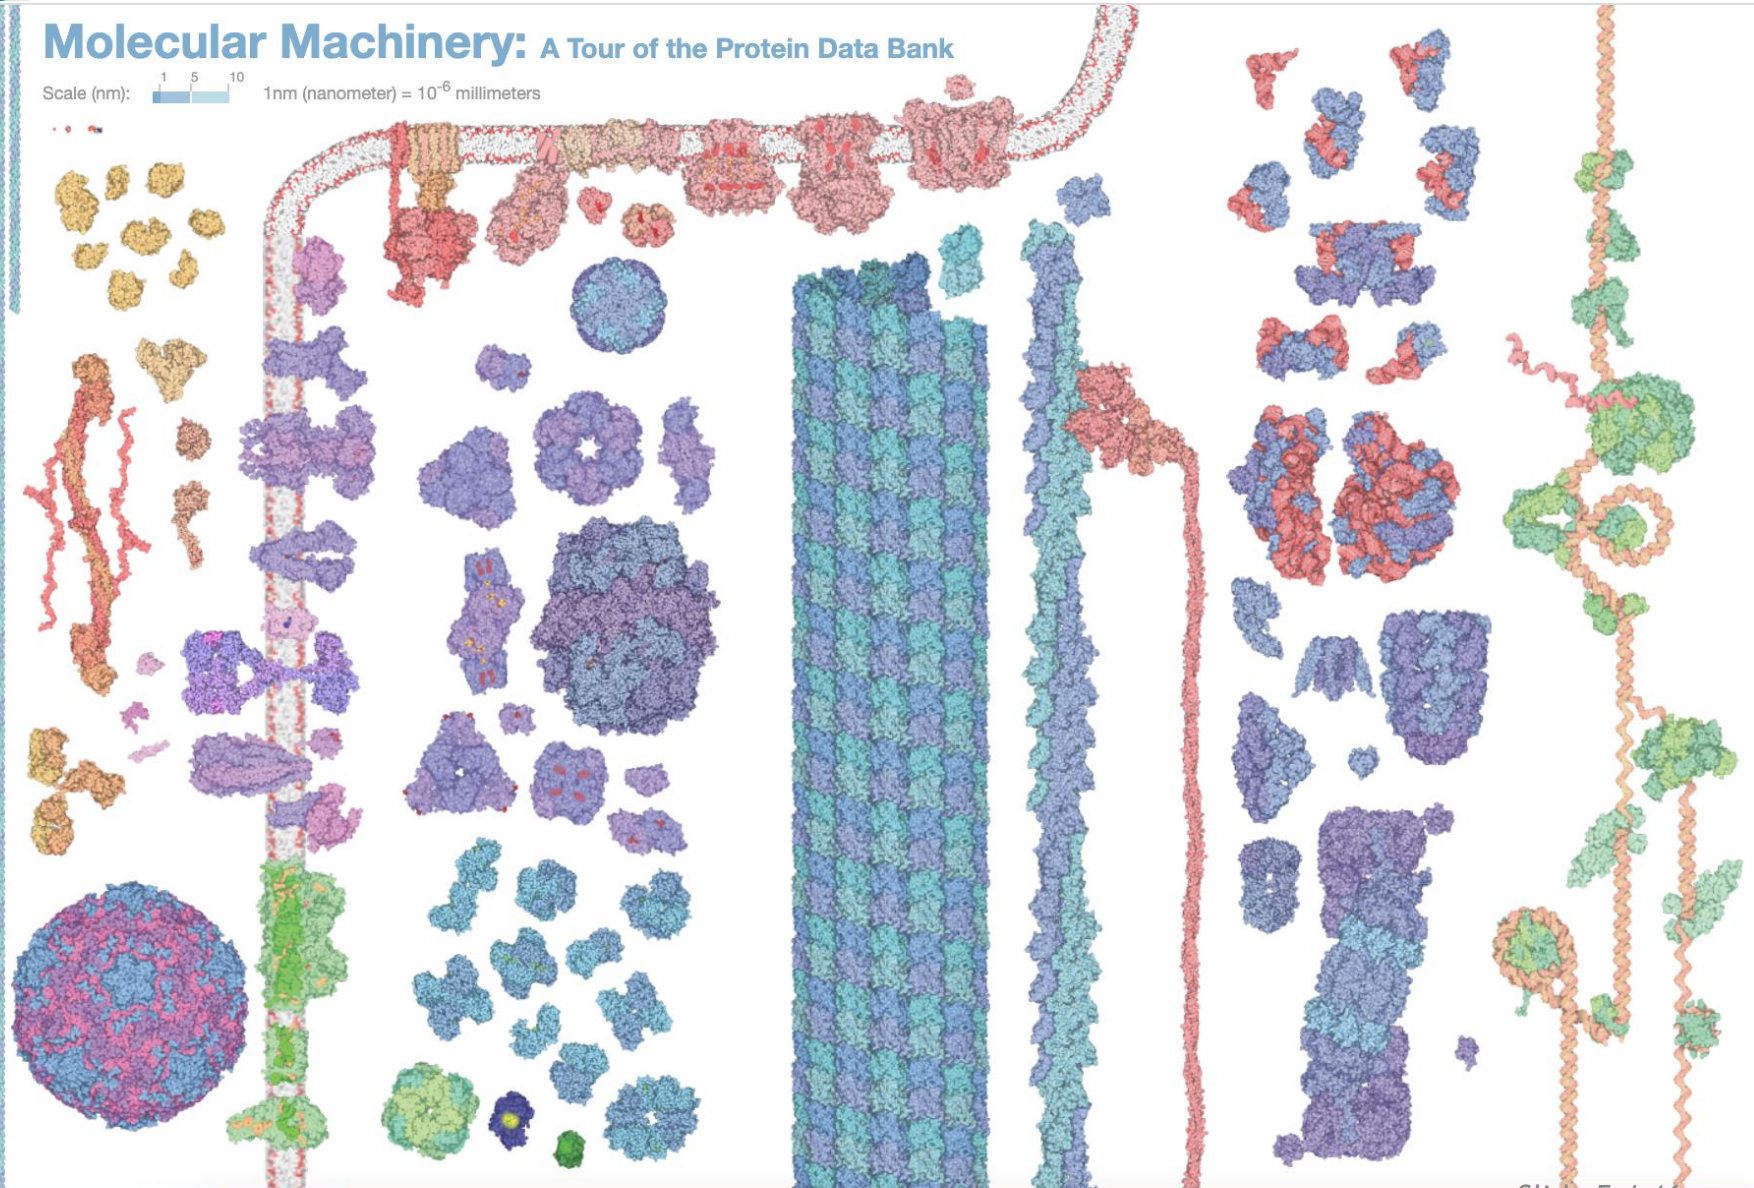 Molecular Machinery: A Tour of the Protein Data Bank
1 5 10
Scale (nm): 1nm (nanometer) = 10⁻⁶ millimeters